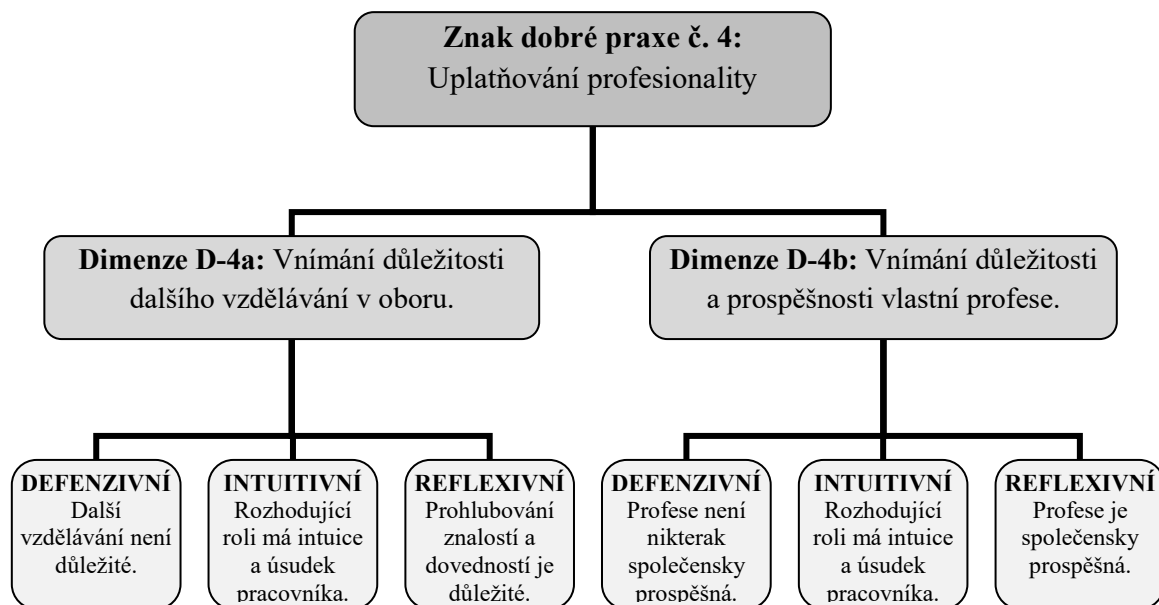 Znak dobré praxe č. 4:
Uplatňování profesionality
Dimenze D-4a: Vnímání důležitosti
dalšího vzdělávání v oboru.
Dimenze D-4b: Vnímání důležitosti
a prospěšnosti vlastní profese.
DEFENZIVNÍ
Další
vzdělávání není
důležité.
INTUITIVNÍ
Rozhodující
roli má intuice
a úsudek
pracovníka.
REFLEXIVNÍ
Prohlubování
znalostí a
dovedností je
důležité.
DEFENZIVNÍ
Profese není
nikterak
společensky
prospěšná.
INTUITIVNÍ
Rozhodující
roli má intuice
a úsudek
pracovníka.
REFLEXIVNÍ
Profese je
společensky
prospěšná.